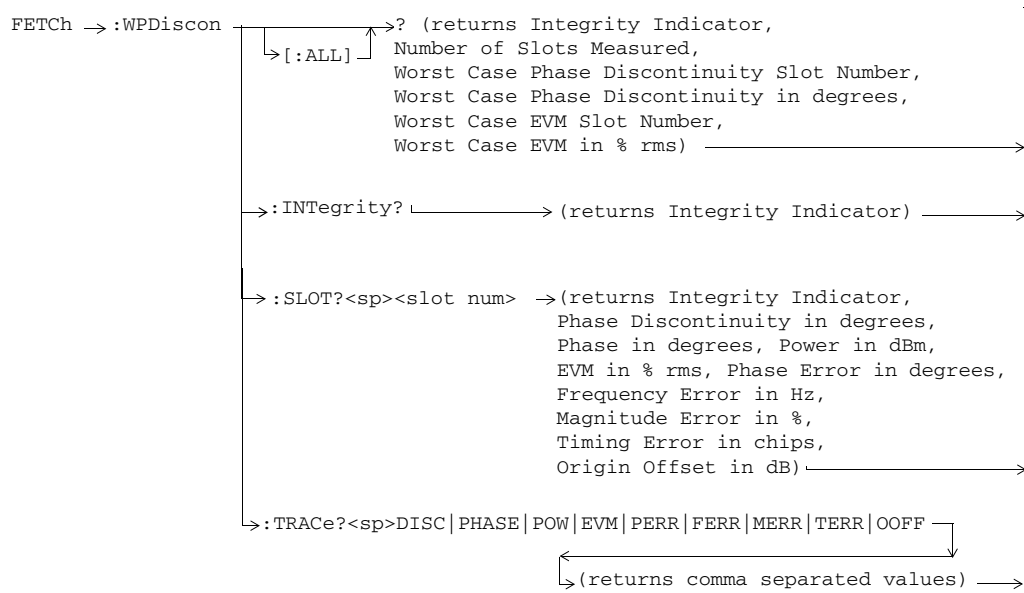 FETCh :WPDiscon ? (returns Integrity Indicator,
[:ALL] Number of Slots Measured,
Worst Case Phase Discontinuity Slot Number,
Worst Case Phase Discontinuity in degrees,
Worst Case EVM Slot Number,
Worst Case EVM in % rms)
:INTegrity? (returns Integrity Indicator)
:SLOT?<sp><slot num> (returns Integrity Indicator,
Phase Discontinuity in degrees,
Phase in degrees, Power in dBm,
EVM in % rms, Phase Error in degrees,
Frequency Error in Hz,
Magnitude Error in %,
Timing Error in chips,
Origin Offset in dB)
:TRACe?<sp>DISC|PHASE|POW|EVM|PERR|FERR|MERR|TERR|OOFF
(returns comma separated values)